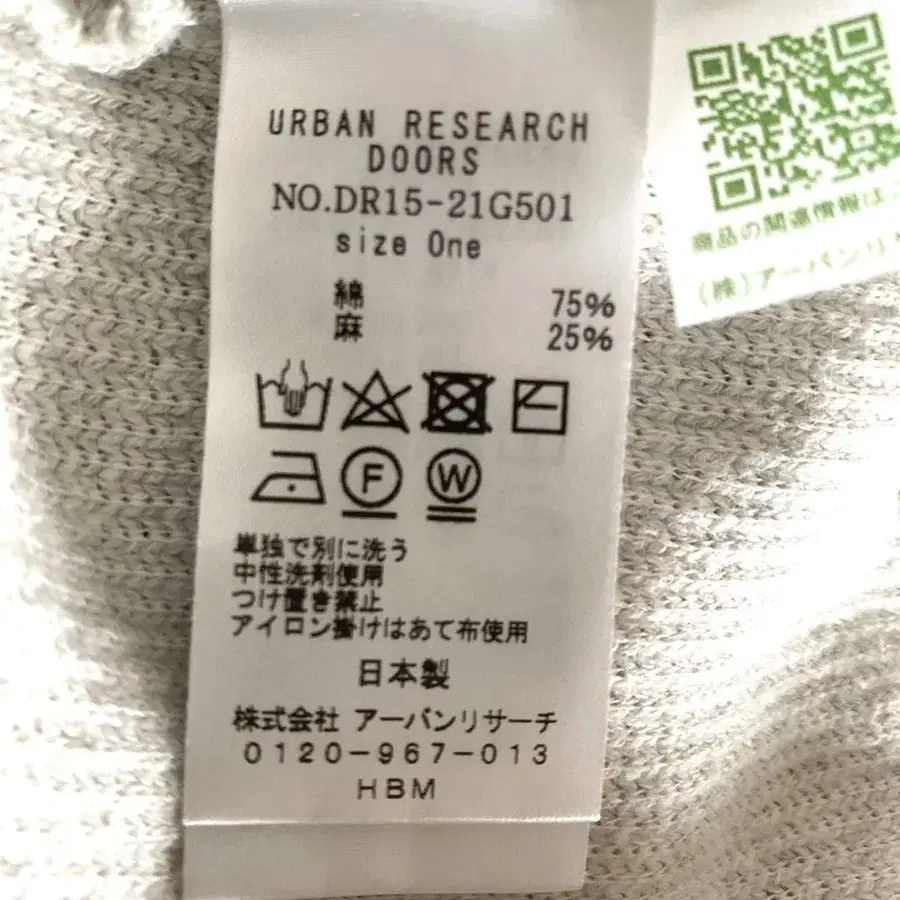 URBAN RESEARCH
DOORS
NO.DR15-21G501
size One
綿 75%
麻 25%
F W
単独で別に洗う
中性洗剤使用
つけ置き禁止
アイロン掛けはあて布使用
日本製
株式会社 アーバンリサーチ
0120-967-013
HBM
商品の関連情報は
(株)アーバンリサ